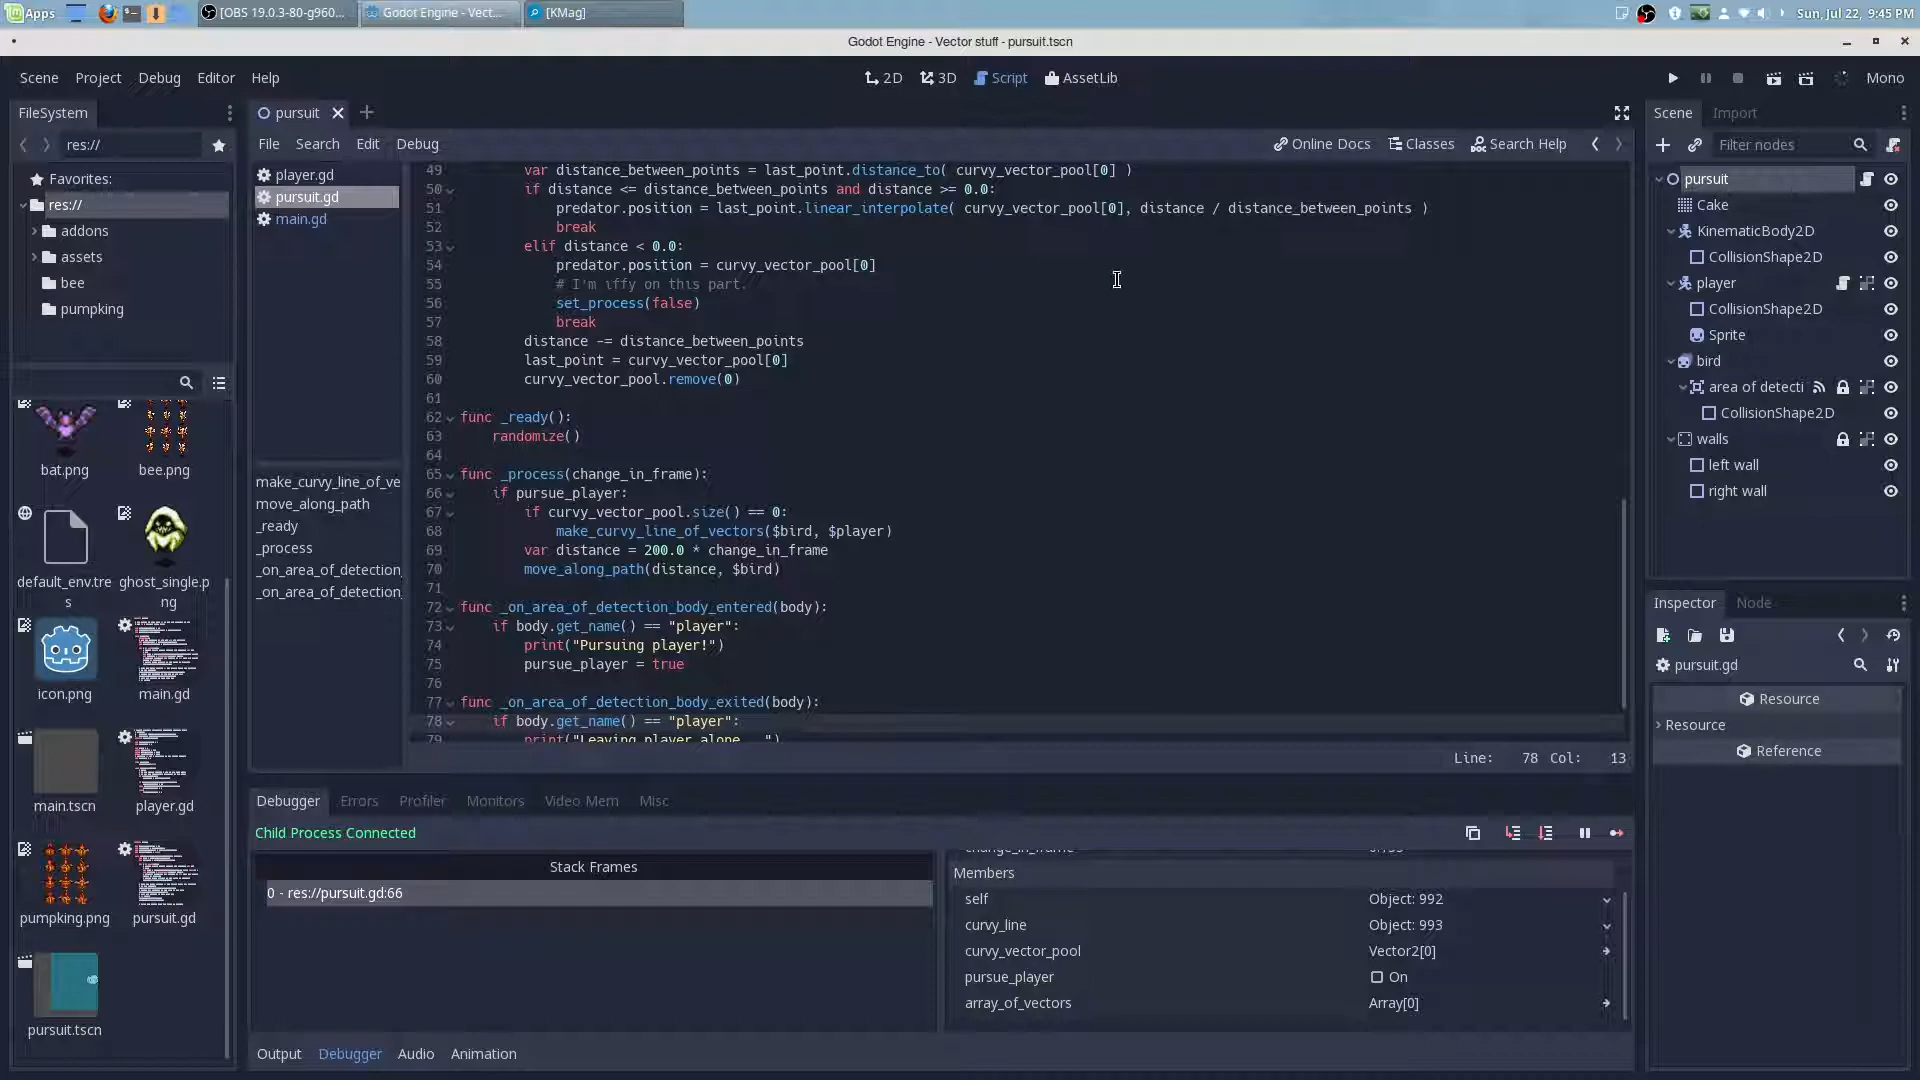 Apps
[OBS 19.0.3-80-g960...
Godot Engine - Vect...
[KMag]
Sun, Jul 22, 9:45 PM
Godot Engine - Vector stuff - pursuit.tscn
Scene Project Debug Editor Help
2D 3D Script AssetLib
Mono
FileSystem
res://
Favorites:
res://
addons
assets
bee
pumpking
bat.png
bee.png
default_env.tre
s
ghost_single.p
ng
icon.png
main.gd
main.tscn
player.gd
pumpking.png
pursuit.gd
pursuit.tscn
pursuit
File Search Edit Debug
Online Docs Classes Search Help
player.gd
pursuit.gd
main.gd
make_curvy_line_of_ve
move_along_path
_ready
_process
_on_area_of_detection_
_on_area_of_detection_
49 var distance_between_points = last_point.distance_to( curvy_vector_pool[0] )
50 if distance <= distance_between_points and distance >= 0.0:
51 predator.position = last_point.linear_interpolate( curvy_vector_pool[0], distance / distance_between_points )
52 break
53 elif distance < 0.0:
54 predator.position = curvy_vector_pool[0]
55 # I'm iffy on this part.
56 set_process(false)
57 break
58 distance -= distance_between_points
59 last_point = curvy_vector_pool[0]
60 curvy_vector_pool.remove(0)
61
62 func _ready():
63 randomize()
64
65 func _process(change_in_frame):
66 if pursue_player:
67 if curvy_vector_pool.size() == 0:
68 make_curvy_line_of_vectors($bird, $player)
69 var distance = 200.0 * change_in_frame
70 move_along_path(distance, $bird)
71
72 func _on_area_of_detection_body_entered(body):
73 if body.get_name() == "player":
74 print("Pursuing player!")
75 pursue_player = true
76
77 func _on_area_of_detection_body_exited(body):
78 if body.get_name() == "player":
79 print("Leaving player alone...")
Line: 78 Col: 13
Debugger Errors Profiler Monitors Video Mem Misc
Child Process Connected
Stack Frames
0 - res://pursuit.gd:66
change_in_frame
Members
self Object: 992
curvy_line Object: 993
curvy_vector_pool Vector2[0]
pursue_player On
array_of_vectors Array[0]
Output Debugger Audio Animation
Scene Import
Filter nodes
pursuit
Cake
KinematicBody2D
CollisionShape2D
player
CollisionShape2D
Sprite
bird
area of detecti
CollisionShape2D
walls
left wall
right wall
Inspector Node
pursuit.gd
Resource
Resource
Reference